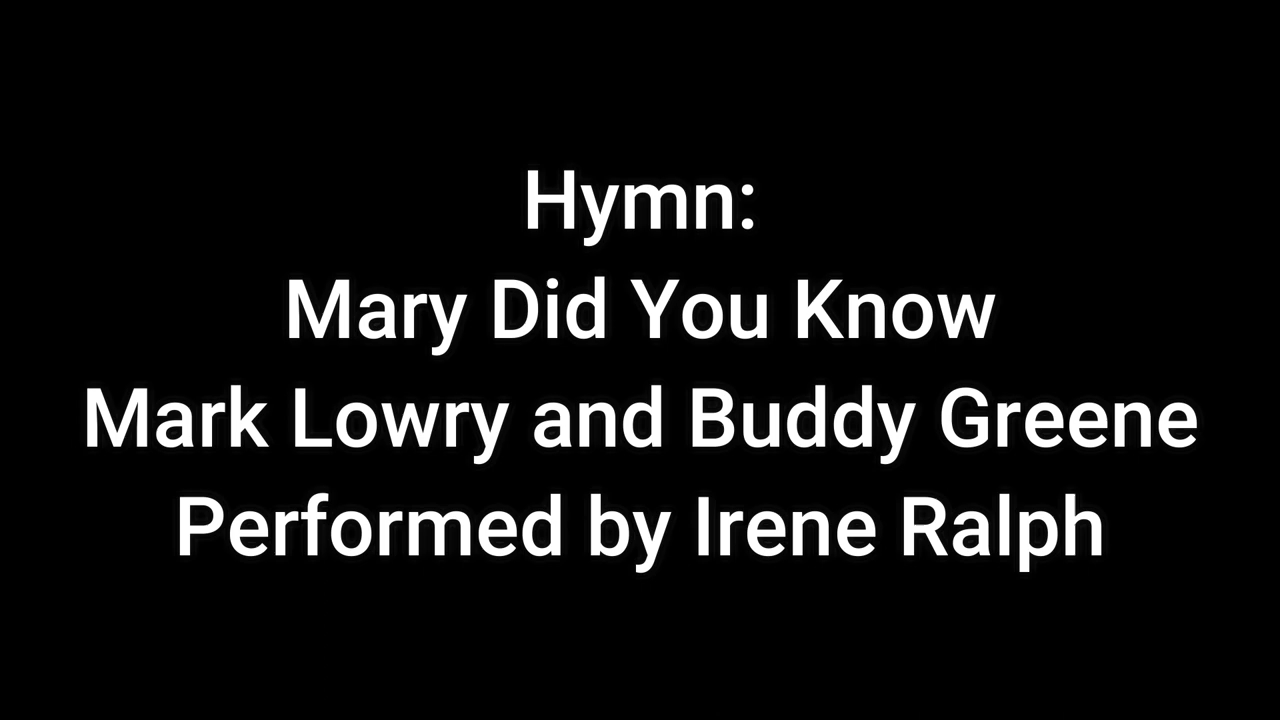 Hymn:
Mary Did You Know
Mark Lowry and Buddy Greene
Performed by Irene Ralph